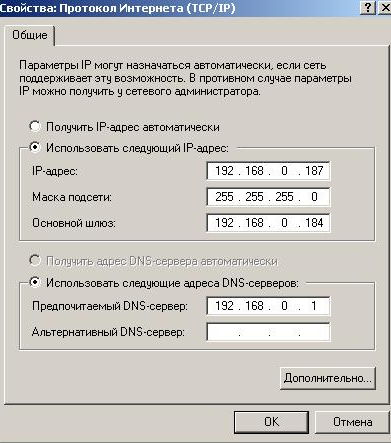 Свойства: Протокол Интернета (TCP/IP)
Общие
Параметры IP могут назначаться автоматически, если сеть
поддерживает эту возможность. В противном случае параметры
IP можно получить у сетевого администратора.
Получить IP-адрес автоматически
Использовать следующий IP-адрес:
IP-адрес: 192 . 168 . 0 . 187
Маска подсети: 255 . 255 . 255 . 0
Основной шлюз: 192 . 168 . 0 . 184
Получить адрес DNS-сервера автоматически
Использовать следующие адреса DNS-серверов:
Предпочитаемый DNS-сервер: 192 . 168 . 0 . 1
Альтернативный DNS-сервер: . . .
Дополнительно...
OK Отмена